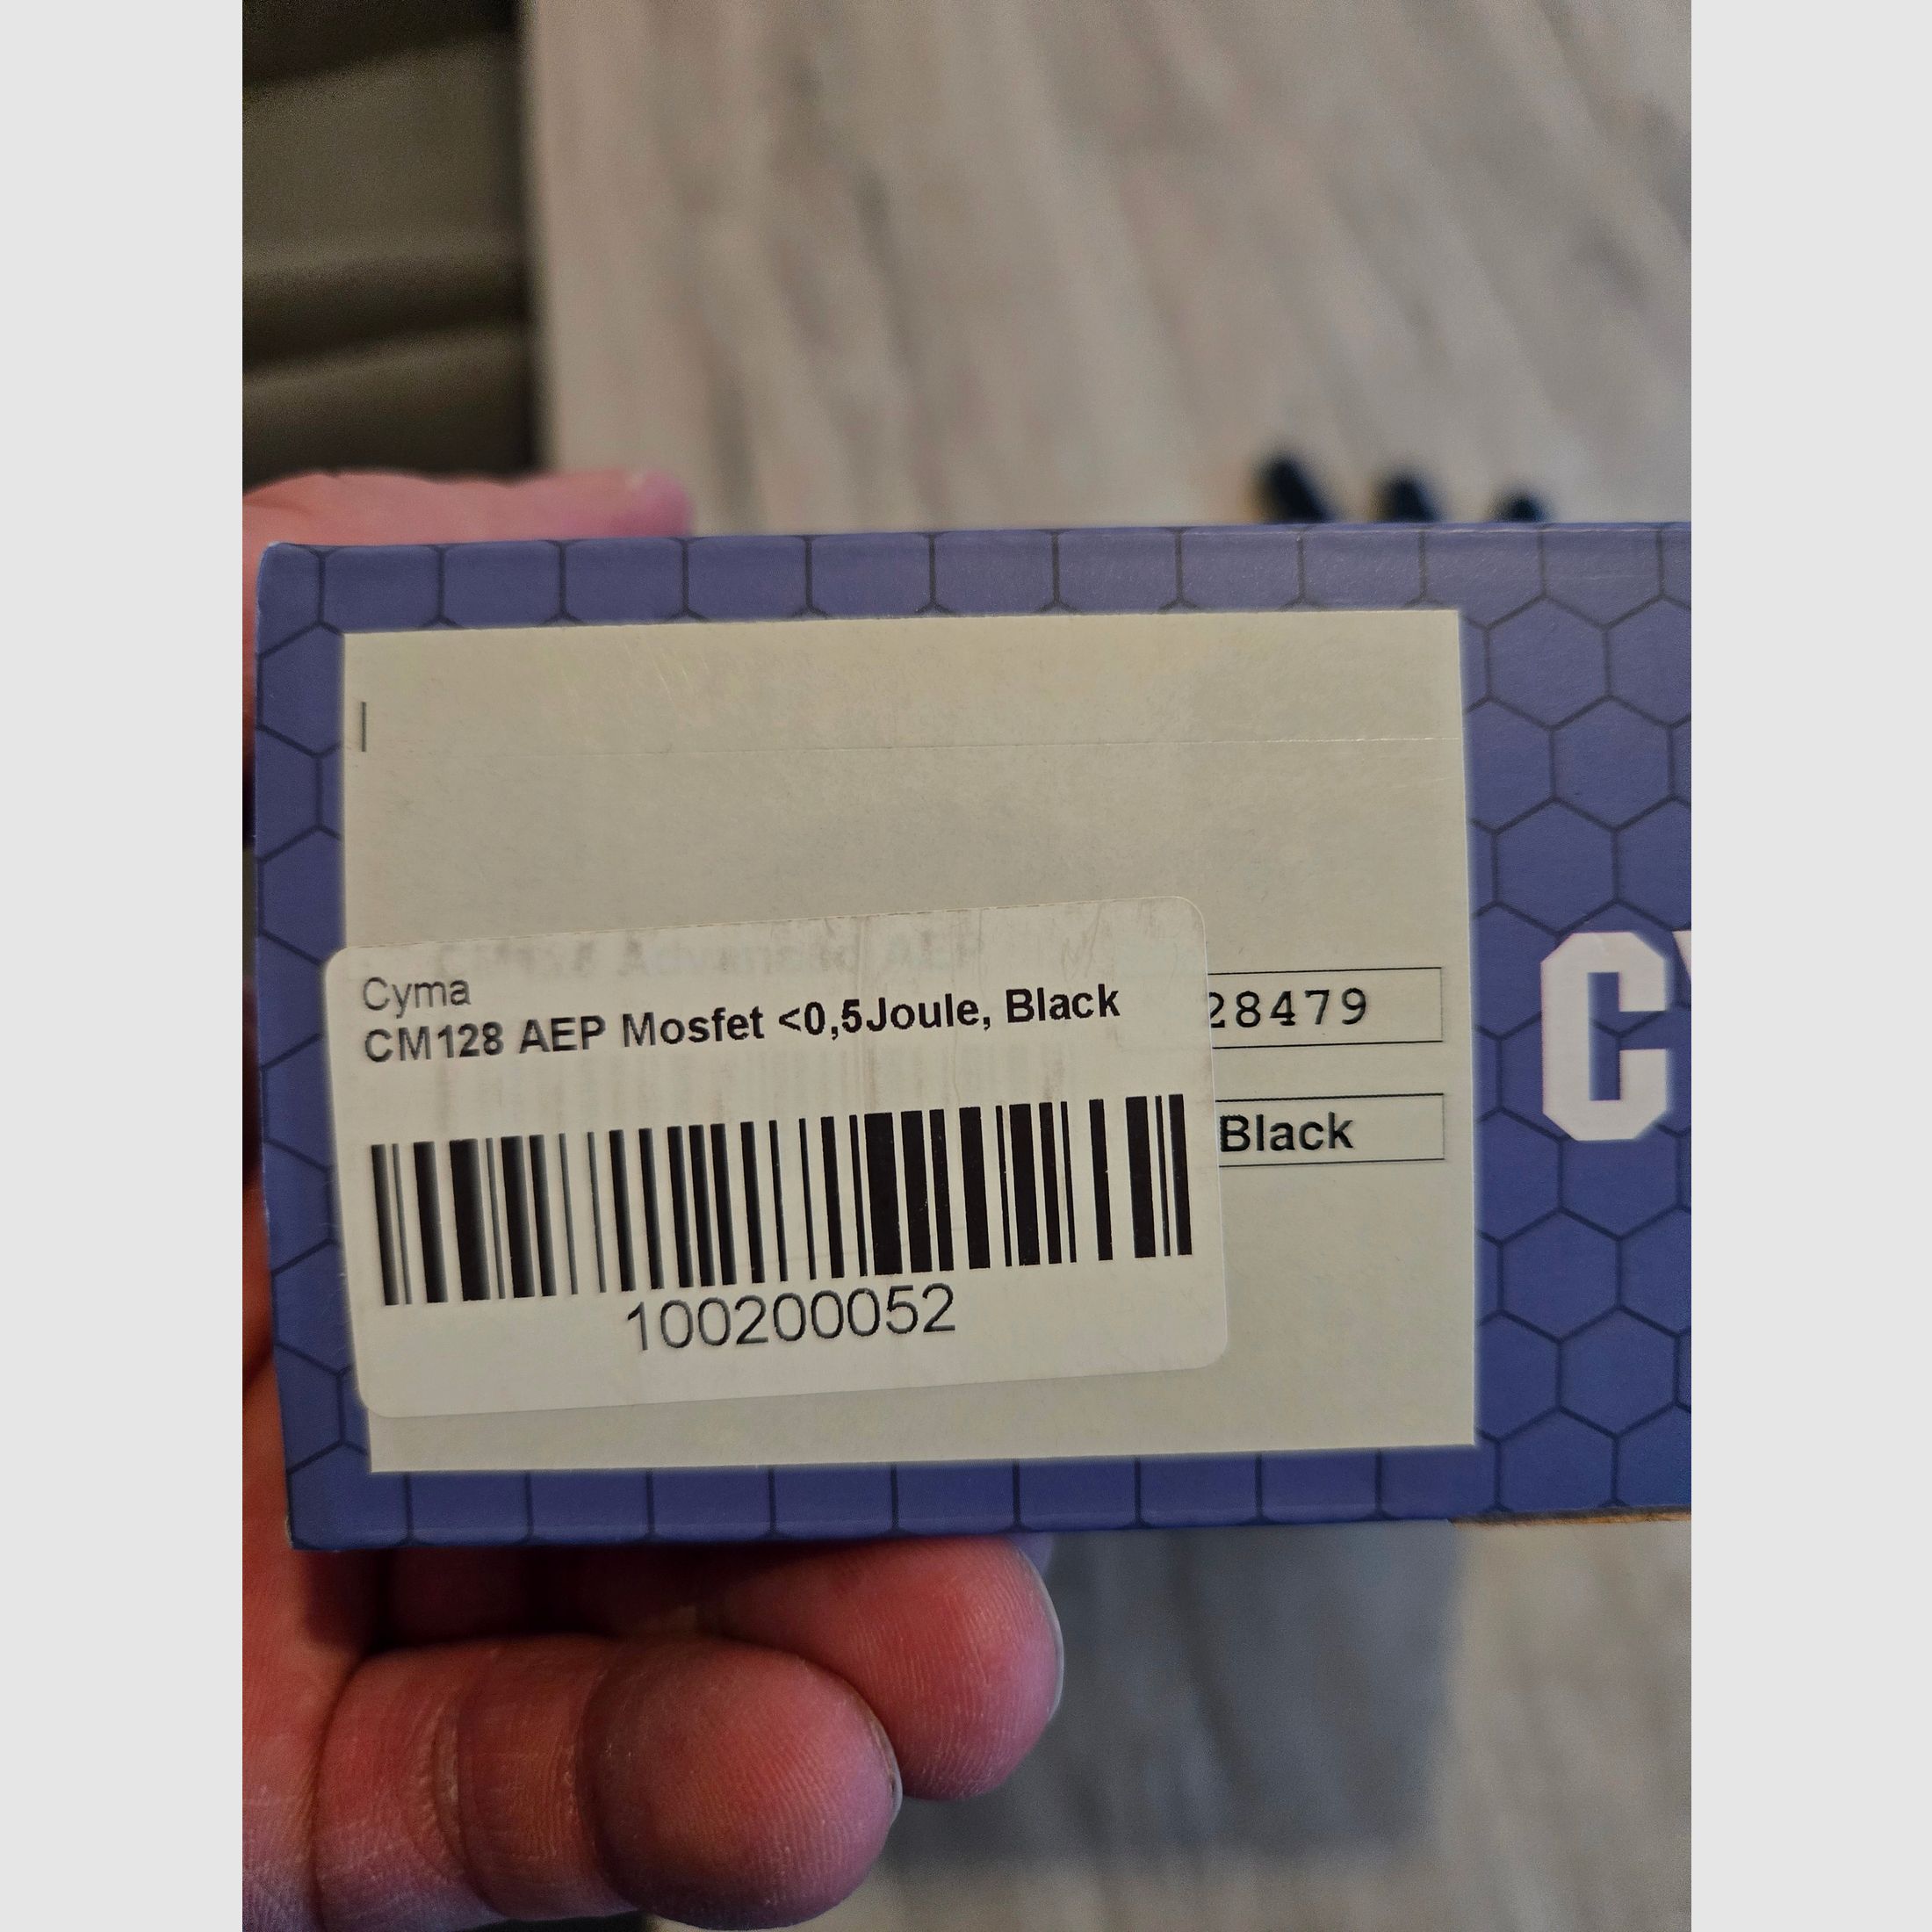 Cyma
CM128 AEP Mosfet <0,5Joule, Black
100200052
28479
Black
C